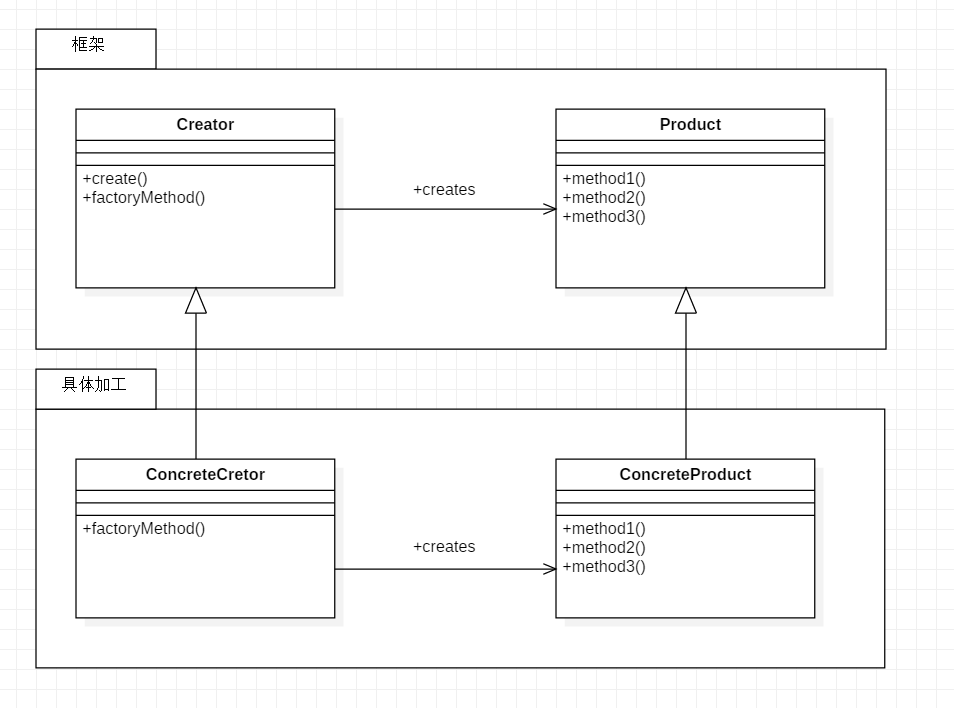 框架
Creator
+create()
+factoryMethod()
+creates
Product
+method1()
+method2()
+method3()
具体加工
ConcreteCretor
+factoryMethod()
+creates
ConcreteProduct
+method1()
+method2()
+method3()